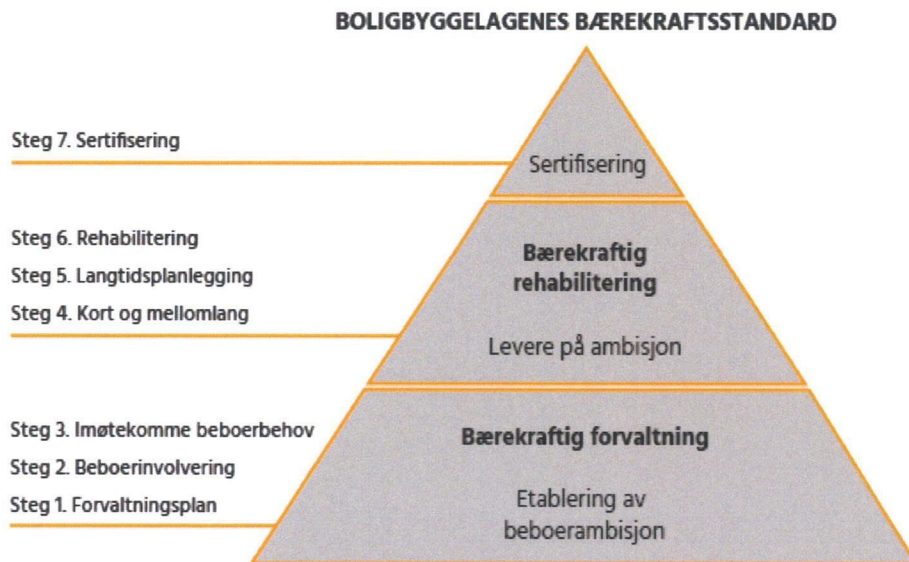 BOLIGBYGGELAGENES BÆREKRAFTSSTANDARD
Steg 7. Sertifisering
Sertifisering
Steg 6. Rehabilitering
Steg 5. Langtidsplanlegging
Steg 4. Kort og mellomlang
Bærekraftig
rehabilitering
Levere på ambisjon
Steg 3. Imøtekomme beboerbehov
Steg 2. Beboerinvolvering
Steg 1. Forvaltningsplan
Bærekraftig forvaltning
Etablering av
beboerambisjon